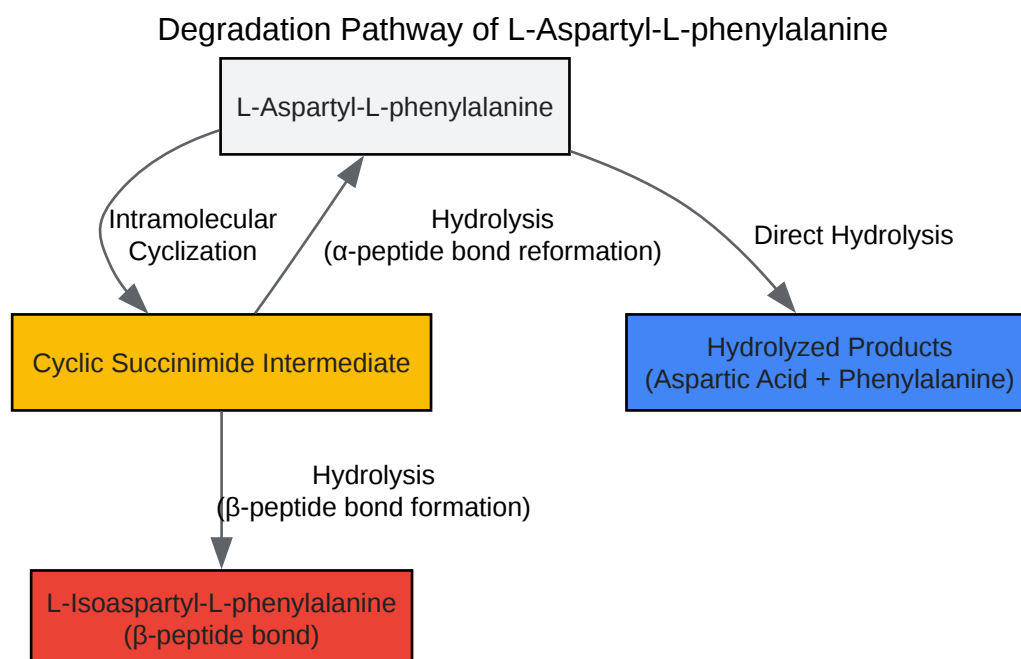 Degradation Pathway of L-Aspartyl-L-phenylalanine
L-Aspartyl-L-phenylalanine
Intramolecular
Cyclization
Hydrolysis
(α-peptide bond reformation)
Direct Hydrolysis
Cyclic Succinimide Intermediate
Hydrolyzed Products
(Aspartic Acid + Phenylalanine)
Hydrolysis
(β-peptide bond formation)
L-Isoaspartyl-L-phenylalanine
(β-peptide bond)